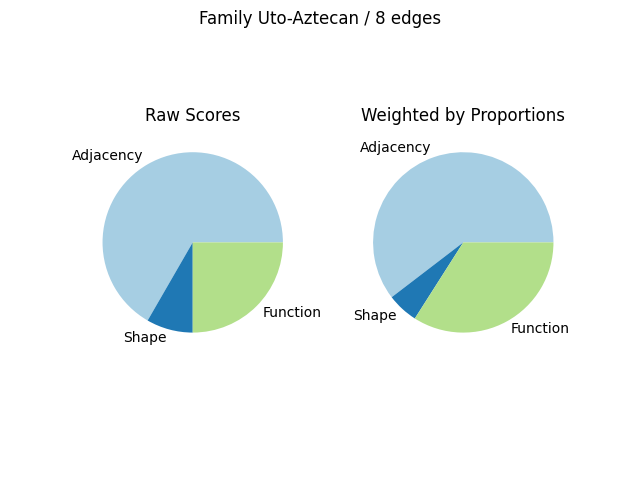 Family Uto-Aztecan / 8 edges
Raw Scores
Adjacency
Shape
Function
Weighted by Proportions
Adjacency
Shape
Function